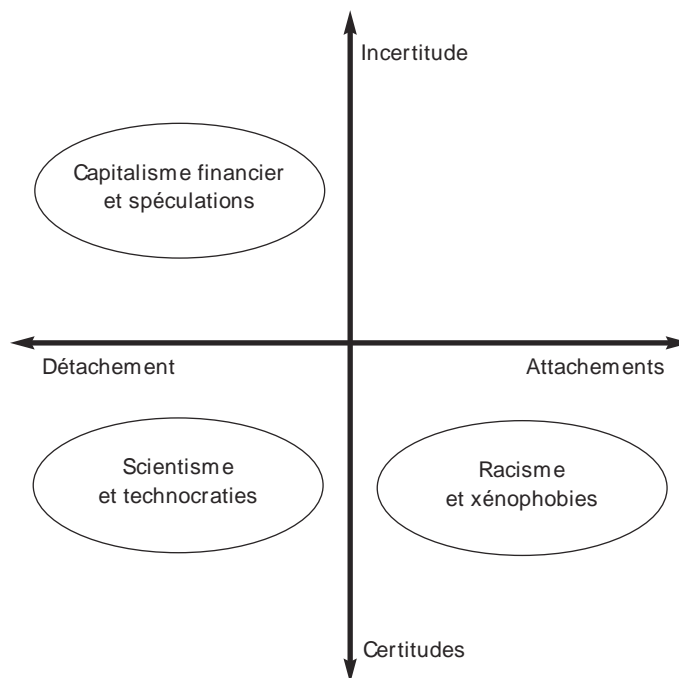 Incertitude
Capitalisme financier
et spéculations
Détachement
Attachements
Scientisme
et technocraties
Racisme
et xénophobies
Certitudes